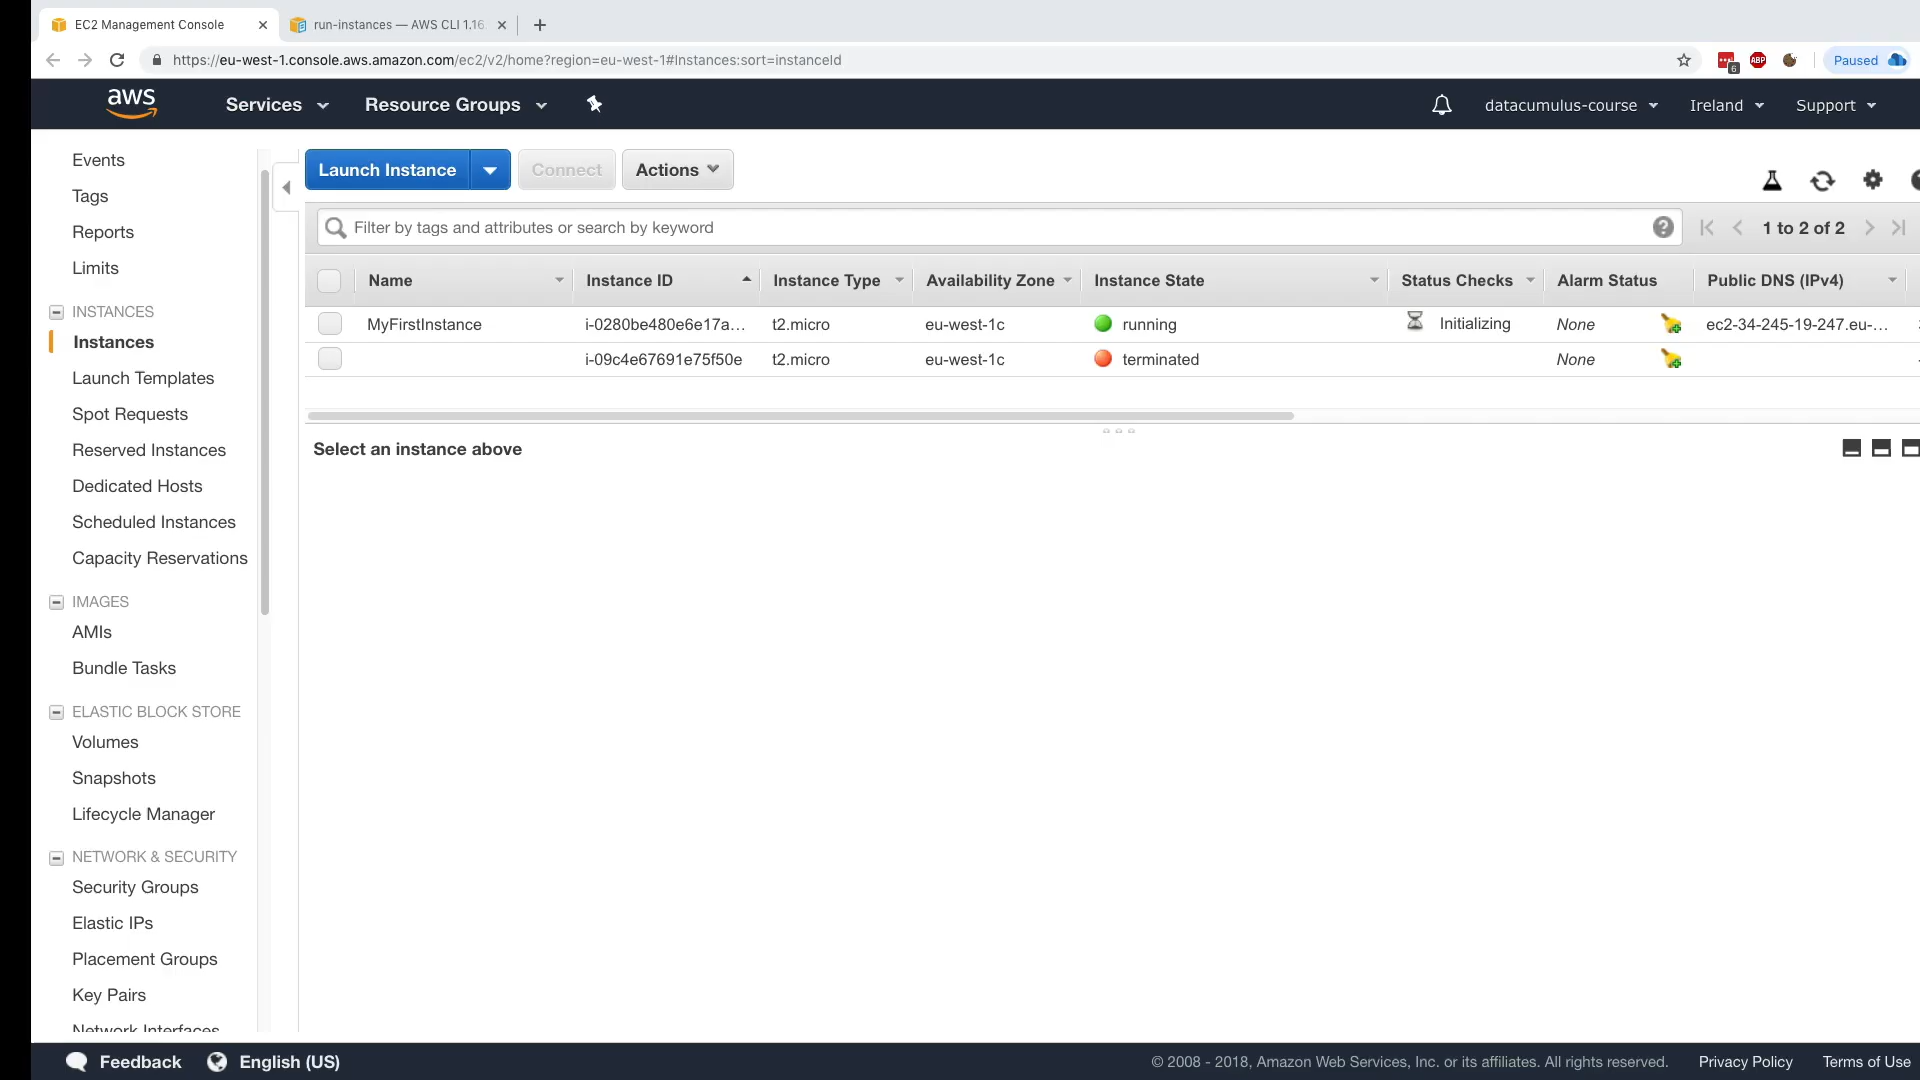 EC2 Management Console
run-instances — AWS CLI 1.16.
https://eu-west-1.console.aws.amazon.com/ec2/v2/home?region=eu-west-1#Instances:sort=instanceId
6
ABP
Paused
aws
Services
Resource Groups
datacumulus-course
Ireland
Support
Events
Tags
Reports
Limits
INSTANCES
Instances
Launch Templates
Spot Requests
Reserved Instances
Dedicated Hosts
Scheduled Instances
Capacity Reservations
IMAGES
AMIs
Bundle Tasks
ELASTIC BLOCK STORE
Volumes
Snapshots
Lifecycle Manager
NETWORK & SECURITY
Security Groups
Elastic IPs
Placement Groups
Key Pairs
Network Interfaces
Launch Instance
Connect
Actions
Filter by tags and attributes or search by keyword
1 to 2 of 2
Name Instance ID Instance Type Availability Zone Instance State Status Checks Alarm Status Public DNS (IPv4)
MyFirstInstance i-0280be480e6e17a... t2.micro eu-west-1c running Initializing None ec2-34-245-19-247.eu-...
i-09c4e67691e75f50e t2.micro eu-west-1c terminated None
Select an instance above
Feedback
English (US)
© 2008 - 2018, Amazon Web Services, Inc. or its affiliates. All rights reserved.
Privacy Policy
Terms of Use